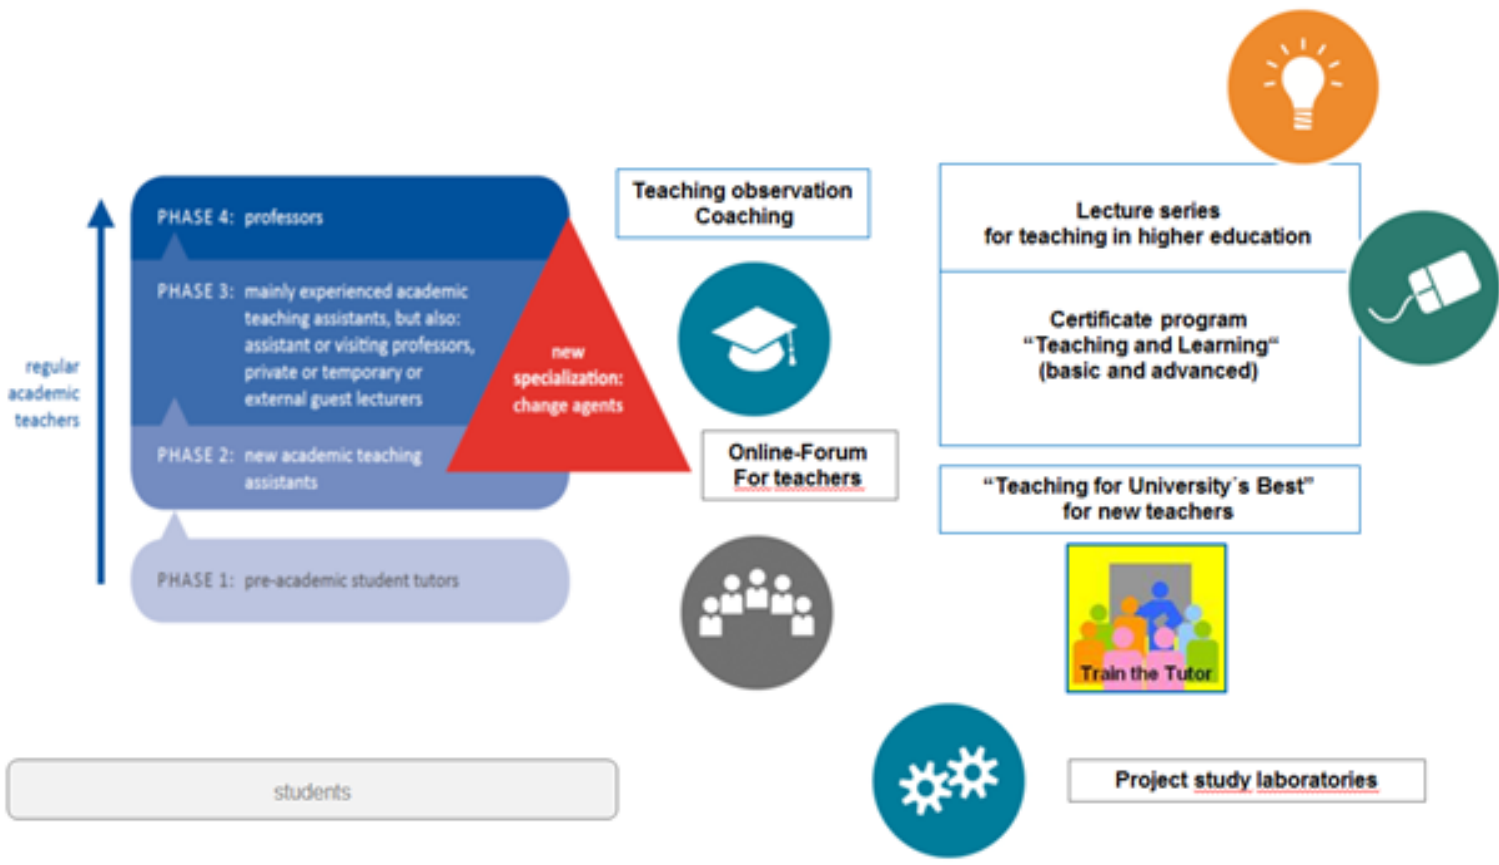 PHASE 4: professors
PHASE 3: mainly experienced academic
teaching assistants, but also:
assistant or visiting professors,
private or temporary or
external guest lecturers
PHASE 2: new academic teaching
assistants
PHASE 1: pre-academic student tutors
regular
academic
teachers
new
specialization:
change agents
students
Teaching observation
Coaching
Online-Forum
For teachers
Lecture series
for teaching in higher education
Certificate program
“Teaching and Learning“
(basic and advanced)
“Teaching for University´s Best”
for new teachers
Train the Tutor
Project study laboratories